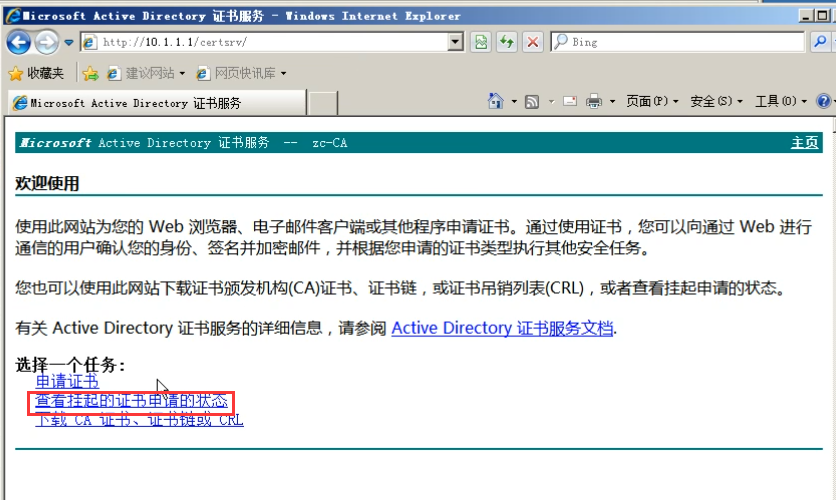 Microsoft Active Directory 证书服务 - Windows Internet Explorer
http://10.1.1.1/certsrv/
Bing
收藏夹 建议网站 网页快讯库
Microsoft Active Directory 证书服务
页面(P) 安全(S) 工具(O)
Microsoft Active Directory 证书服务 -- zc-CA 主页
欢迎使用
使用此网站为您的 Web 浏览器、电子邮件客户端或其他程序申请证书。通过使用证书，您可以向通过 Web 进行
通信的用户确认您的身份、签名并加密邮件，并根据您申请的证书类型执行其他安全任务。
您也可以使用此网站下载证书颁发机构(CA)证书、证书链，或证书吊销列表(CRL)，或者查看挂起申请的状态。
有关 Active Directory 证书服务的详细信息，请参阅 Active Directory 证书服务文档.
选择一个任务:
申请证书
查看挂起的证书申请的状态
下载 CA 证书、证书链或 CRL